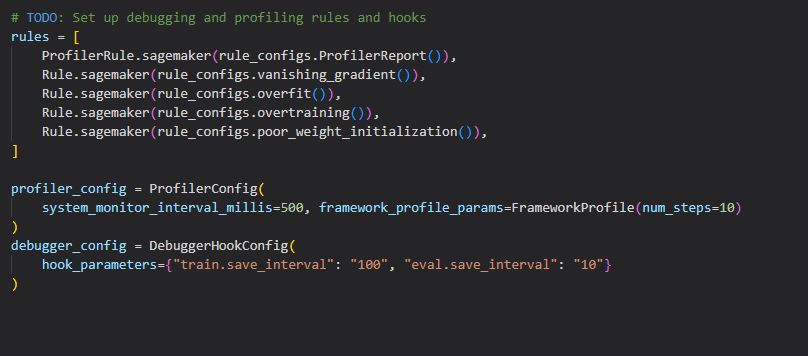 # TODO: Set up debugging and profiling rules and hooks
rules = [
    ProfilerRule.sagemaker(rule_configs.ProfilerReport()),
    Rule.sagemaker(rule_configs.vanishing_gradient()),
    Rule.sagemaker(rule_configs.overfit()),
    Rule.sagemaker(rule_configs.overtraining()),
    Rule.sagemaker(rule_configs.poor_weight_initialization()),
]

profiler_config = ProfilerConfig(
    system_monitor_interval_millis=500, framework_profile_params=FrameworkProfile(num_steps=10)
)
debugger_config = DebuggerHookConfig(
    hook_parameters={"train.save_interval": "100", "eval.save_interval": "10"}
)